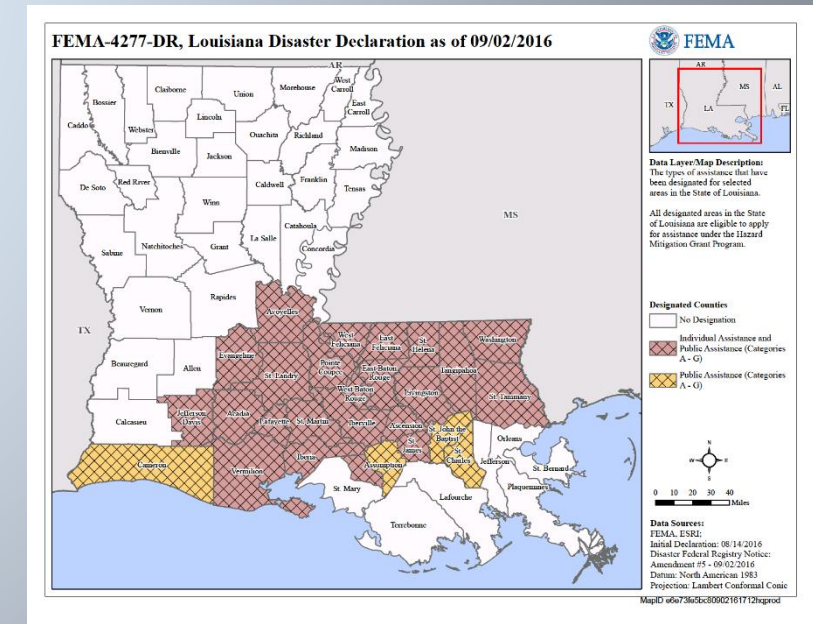 FEMA-4277-DR, Louisiana Disaster Declaration as of 09/02/2016
FEMA
AR
Claiborne
Union
Morehouse
West
Carroll
East
Carroll
Bossier
Caddo
Webster
Lincoln
Ouachita
Richland
Madison
Bienville
Jackson
De Soto
Red River
Caldwell
Franklin
Tensas
Winn
Catahoula
Sabine
Natchitoches
Grant
La Salle
Concordia
MS
Vernon
Rapides
Avoyelles
TX
Beauregard
Allen
Evangeline
St. Landry
West
Feliciana
East
Feliciana
St.
Helena
Washington
Pointe
Coupee
East Baton
Rouge
Tangipahoa
West Baton
Rouge
Livingston
St. Tammany
Calcasieu
Jefferson
Davis
Acadia
Lafayette
St. Martin
Iberville
Ascension
St. John the
Baptist
Orleans
Cameron
Vermilion
Iberia
Assumption
St.
James
St.
Charles
Jefferson
St. Bernard
St. Mary
Lafourche
Plaquemines
Terrebonne
AR
MS
AL
TX
LA
FL
Data Layer/Map Description:
The types of assistance that have
been designated for selected
areas in the State of Louisiana.
All designated areas in the State
of Louisiana are eligible to apply
for assistance under the Hazard
Mitigation Grant Program.
Designated Counties
No Designation
Individual Assistance and
Public Assistance (Categories
A - G)
Public Assistance (Categories
A - G)
N
W
E
S
0 10 20 30 40
Miles
Data Sources:
FEMA, ESRI;
Initial Declaration: 08/14/2016
Disaster Federal Registry Notice:
Amendment #5 - 09/02/2016
Datum: North American 1983
Projection: Lambert Conformal Conic
MapID e6e73fe5bc80902161712hqprod